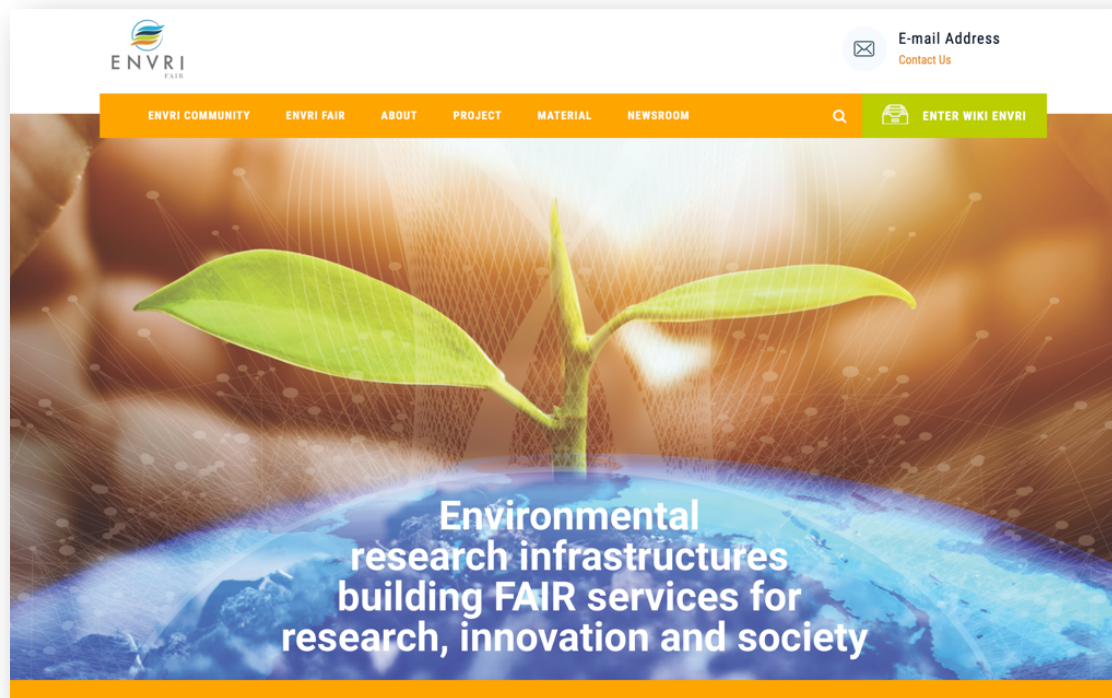 ENVRI
FAIR
E-mail Address
Contact Us
ENVRI COMMUNITY ENVRI FAIR ABOUT PROJECT MATERIAL NEWSROOM ENTER WIKI ENVRI
Environmental
research infrastructures
building FAIR services for
research, innovation and society